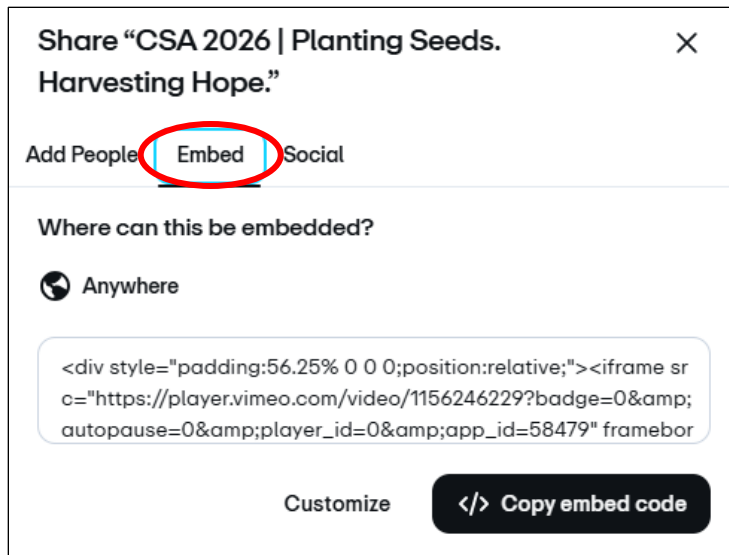 Share “CSA 2026 | Planting Seeds.
Harvesting Hope.”
Add People Embed Social
Where can this be embedded?
Anywhere
<div style="padding:56.25% 0 0 0;position:relative;"><iframe sr
c="https://player.vimeo.com/video/1156246229?badge=0&amp;
autopause=0&amp;player_id=0&amp;app_id=58479" framebor
Customize </> Copy embed code